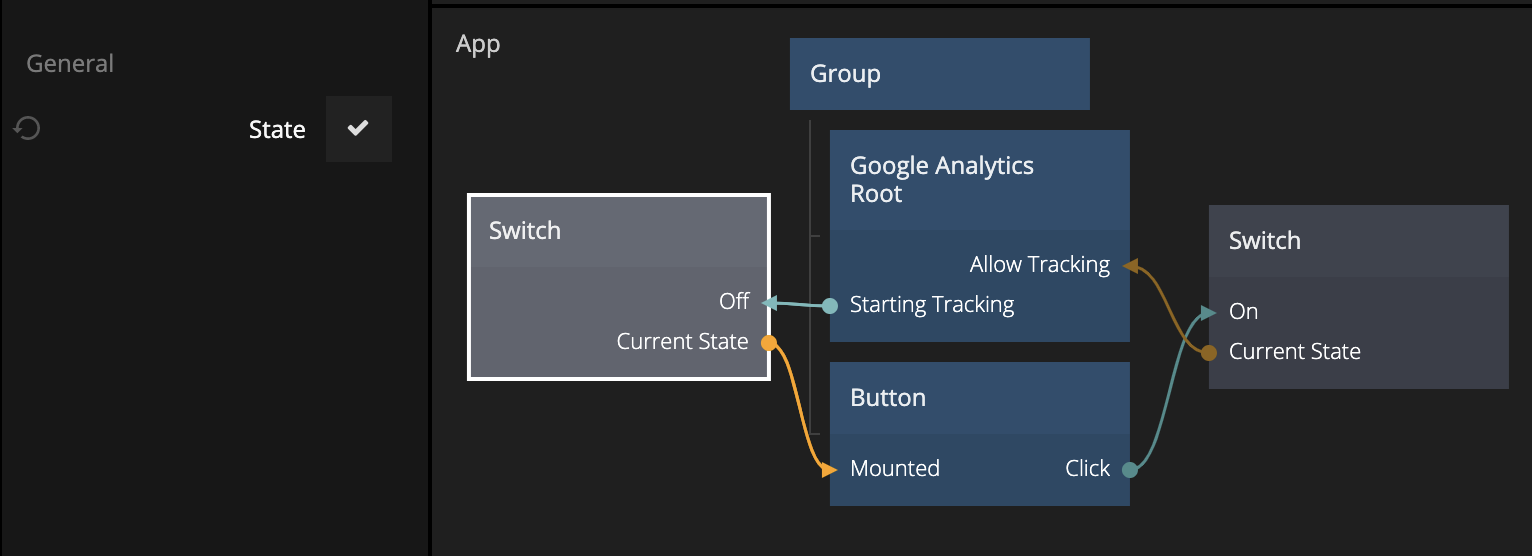 General
State
App
Group
Google Analytics
Root
Allow Tracking
Starting Tracking
Switch
Off
Current State
Button
Mounted
Click
Switch
On
Current State